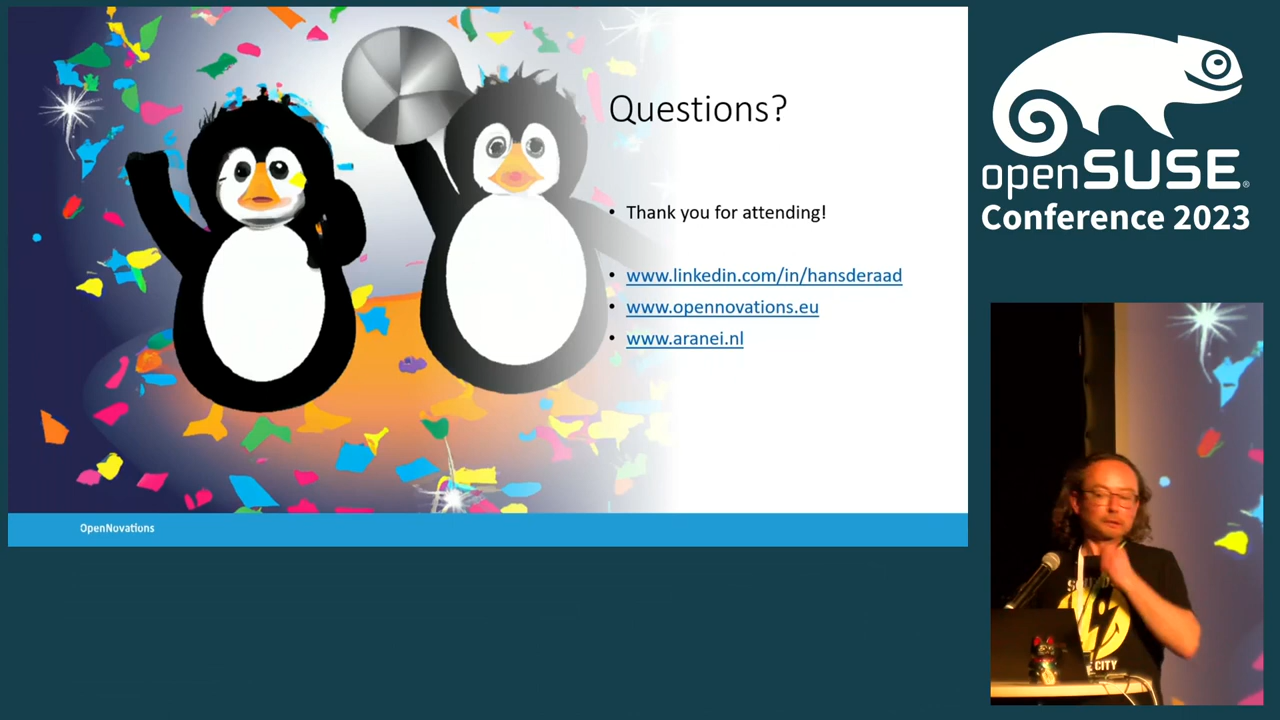 Questions?
• Thank you for attending!
• www.linkedin.com/in/hansderaad
• www.opennovations.eu
• www.aranei.nl
OpenNovations
openSUSE®
Conference 2023
CITY